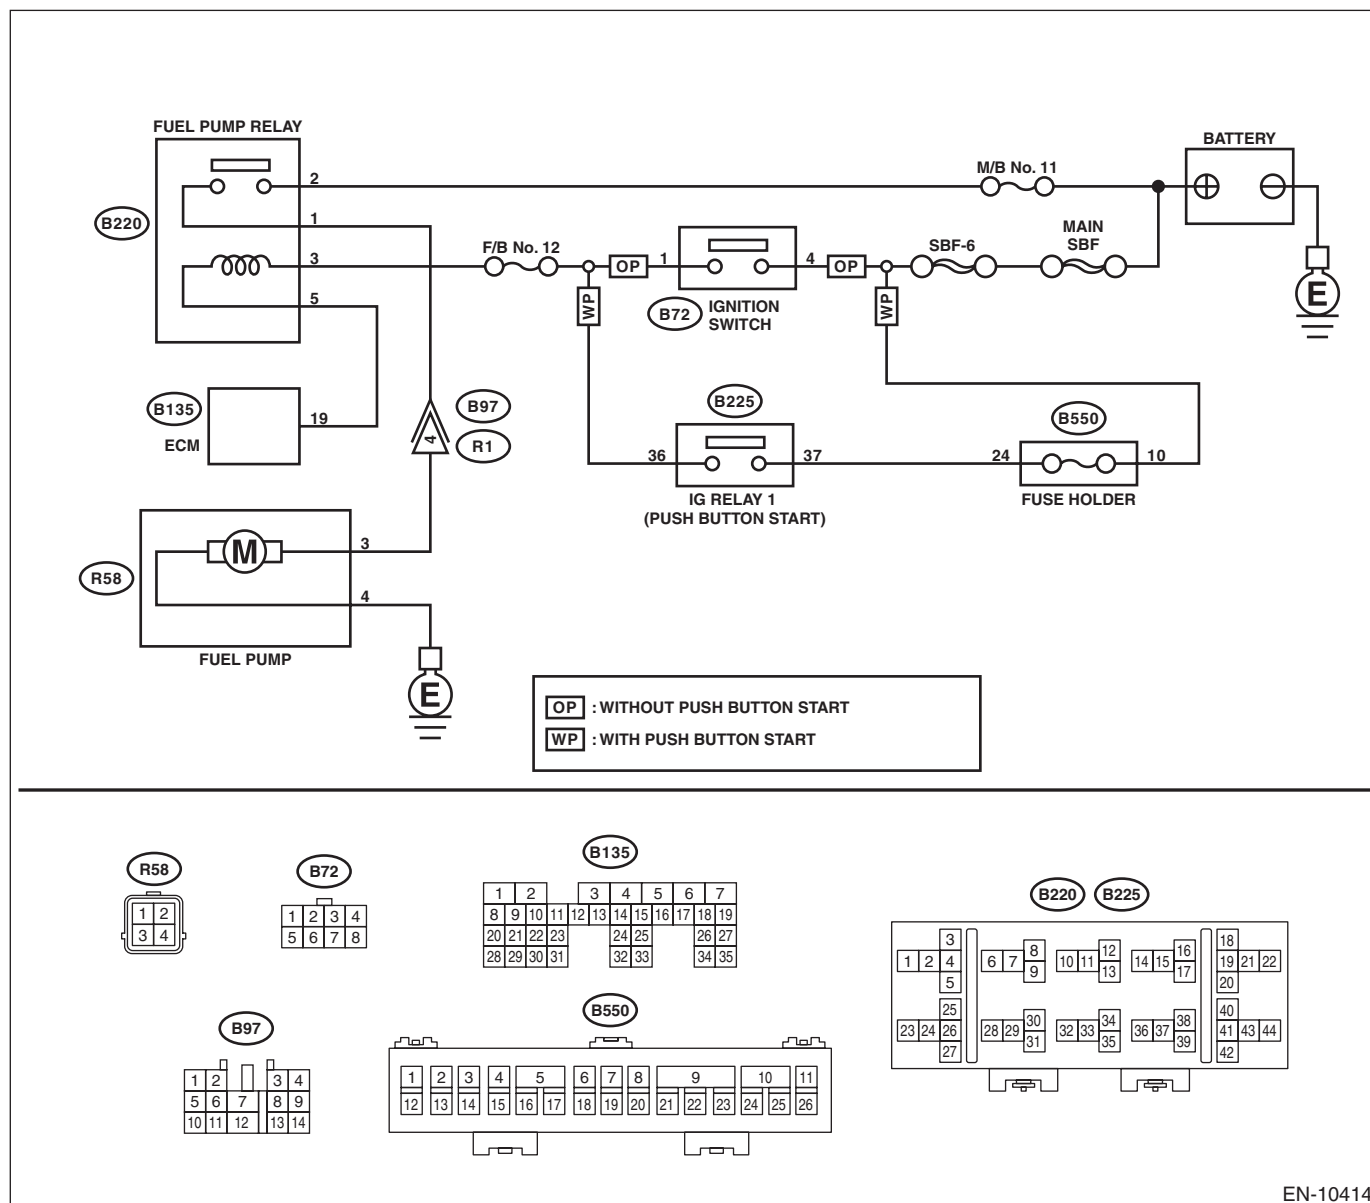 FUEL PUMP RELAY
BATTERY
M/B No. 11
2
B220
1
F/B No. 12
SBF-6
MAIN
SBF
3
OP
1
4
OP
E
5
WP
B72
IGNITION
SWITCH
WP
B135
19
ECM
4
B97
R1
B225
B550
36
37
24
10
IG RELAY 1
(PUSH BUTTON START)
FUSE HOLDER
M
3
R58
4
FUEL PUMP
E
OP : WITHOUT PUSH BUTTON START
WP : WITH PUSH BUTTON START
R58
1 2
3 4
B72
1 2 3 4
5 6 7 8
B135
1 2 3 4 5 6 7
8 9 10 11 12 13 14 15 16 17 18 19
20 21 22 23 24 25 26 27
28 29 30 31 32 33 34 35
B220 B225
3 8 12 16 18
1 2 4 6 7 9 10 11 13 14 15 17 19 21 22
5 20
25 30 34 38 40
23 24 26 28 29 31 32 33 35 36 37 39 41 43 44
27 42
B97
1 2 3 4
5 6 7 8 9
10 11 12 13 14
B550
1 2 3 4 5 6 7 8 9 10 11
12 13 14 15 16 17 18 19 20 21 22 23 24 25 26
EN-10414